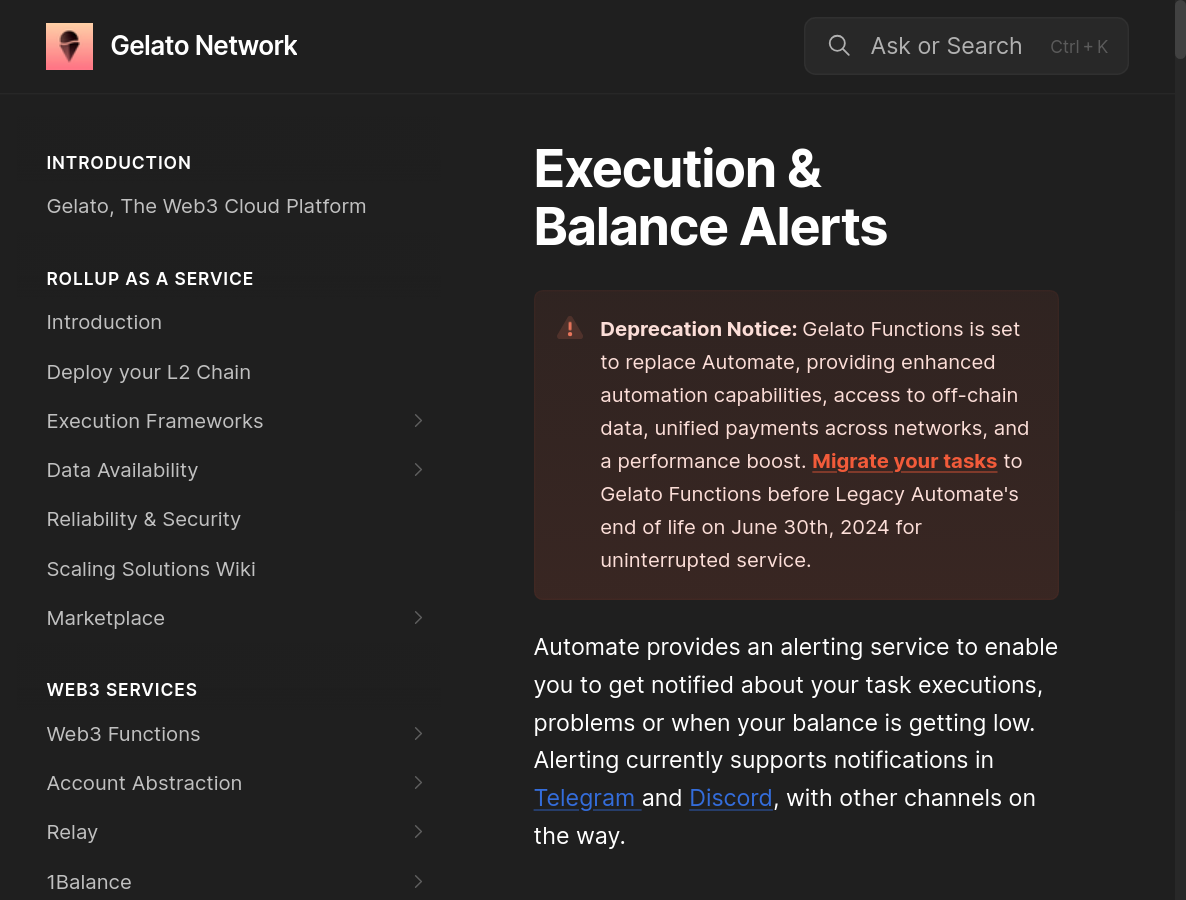 Gelato Network
Ask or Search Ctrl + K
INTRODUCTION
Gelato, The Web3 Cloud Platform
ROLLUP AS A SERVICE
Introduction
Deploy your L2 Chain
Execution Frameworks
Data Availability
Reliability & Security
Scaling Solutions Wiki
Marketplace
WEB3 SERVICES
Web3 Functions
Account Abstraction
Relay
1Balance
Execution &
Balance Alerts
Deprecation Notice: Gelato Functions is set
to replace Automate, providing enhanced
automation capabilities, access to off-chain
data, unified payments across networks, and
a performance boost. Migrate your tasks to
Gelato Functions before Legacy Automate's
end of life on June 30th, 2024 for
uninterrupted service.
Automate provides an alerting service to enable
you to get notified about your task executions,
problems or when your balance is getting low.
Alerting currently supports notifications in
Telegram and Discord, with other channels on
the way.